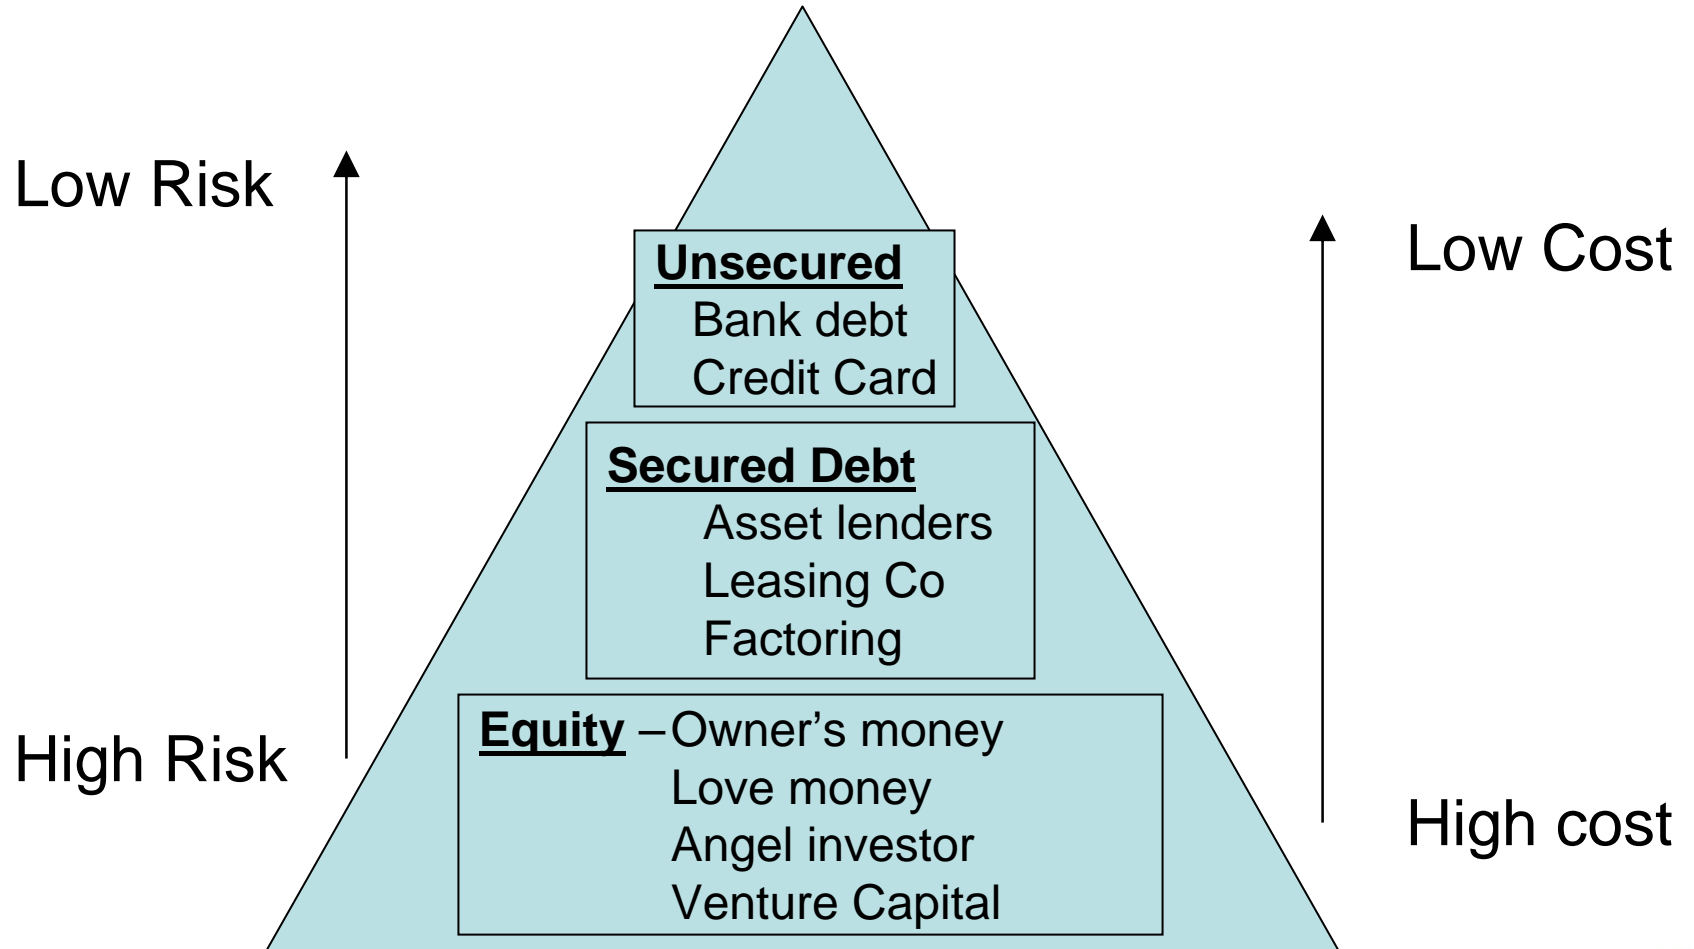 Low Risk
Low Cost
Unsecured
Bank debt
Credit Card
Secured Debt
Asset lenders
Leasing Co
Factoring
High Risk
Equity – Owner’s money
Love money
Angel investor
Venture Capital
High cost